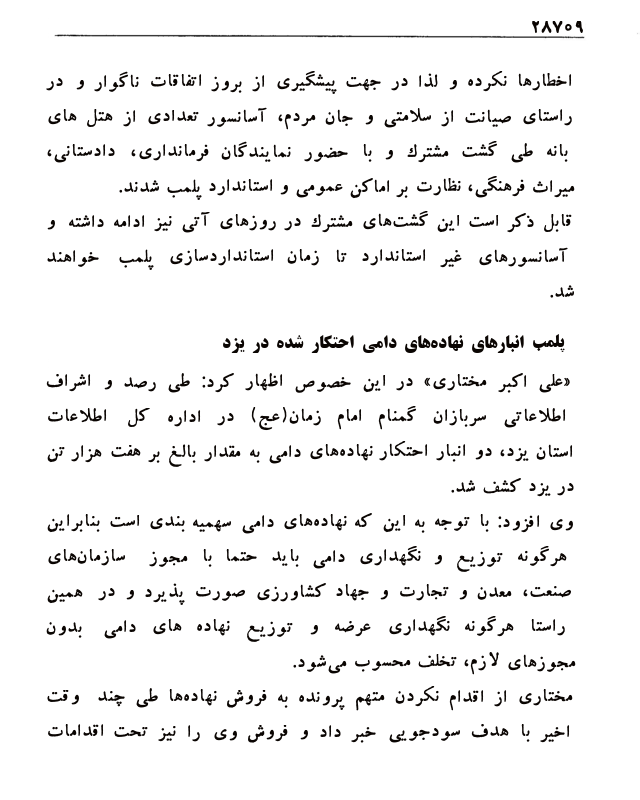 ۲۸۷۰۹
اخطارها نکرده و لذا در جهت پیشگیری از بروز اتفاقات ناگوار و در
راستای صیانت از سلامتی و جان مردم، آسانسور تعدادی از هتل های
بانه طی گشت مشترك و با حضور نمایندگان فرمانداری، دادستانی،
میراث فرهنگی، نظارت بر اماکن عمومی و استاندارد پلمب شدند.
قابل ذکر است این گشت‌های مشترك در روزهای آتی نیز ادامه داشته و
آسانسورهای غیر استاندارد تا زمان استانداردسازی پلمب خواهند
شد.
پلمب انبارهای نهاده‌های دامی احتکار شده در یزد
«علی اکبر مختاری» در این خصوص اظهار کرد: طی رصد و اشراف
اطلاعاتی سربازان گمنام امام زمان(عج) در اداره کل اطلاعات
استان یزد، دو انبار احتکار نهاده‌های دامی به مقدار بالغ بر هفت هزار تن
در یزد کشف شد.
وی افزود: با توجه به این که نهاده‌های دامی سهمیه بندی است بنابراین
هرگونه توزیع و نگهداری دامی باید حتما با مجوز سازمان‌های
صنعت، معدن و تجارت و جهاد کشاورزی صورت پذیرد و در همین
راستا هرگونه نگهداری عرضه و توزیع نهاده های دامی بدون
مجوزهای لازم، تخلف محسوب می‌شود.
مختاری از اقدام نکردن متهم پرونده به فروش نهاده‌ها طی چند وقت
اخیر با هدف سودجویی خبر داد و فروش وی را نیز تحت اقدامات